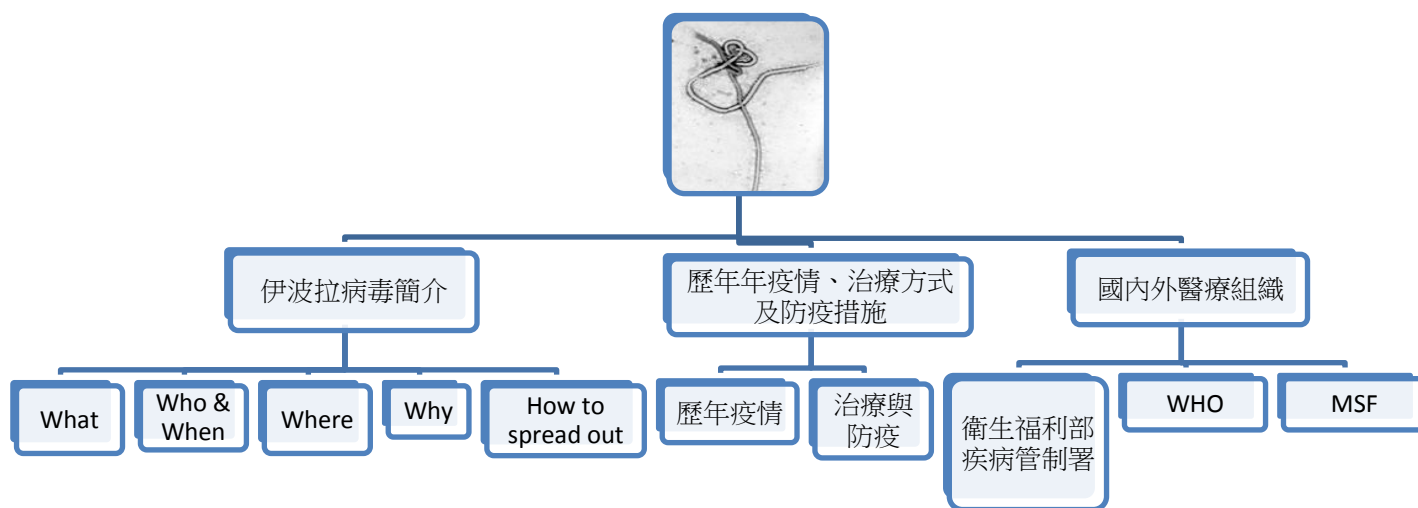 伊波拉病毒簡介
歷年年疫情、治療方式
及防疫措施
國內外醫療組織
What
Who &
When
Where
Why
How to
spread out
歷年疫情
治療與
防疫
衛生福利部
疾病管制署
WHO
MSF